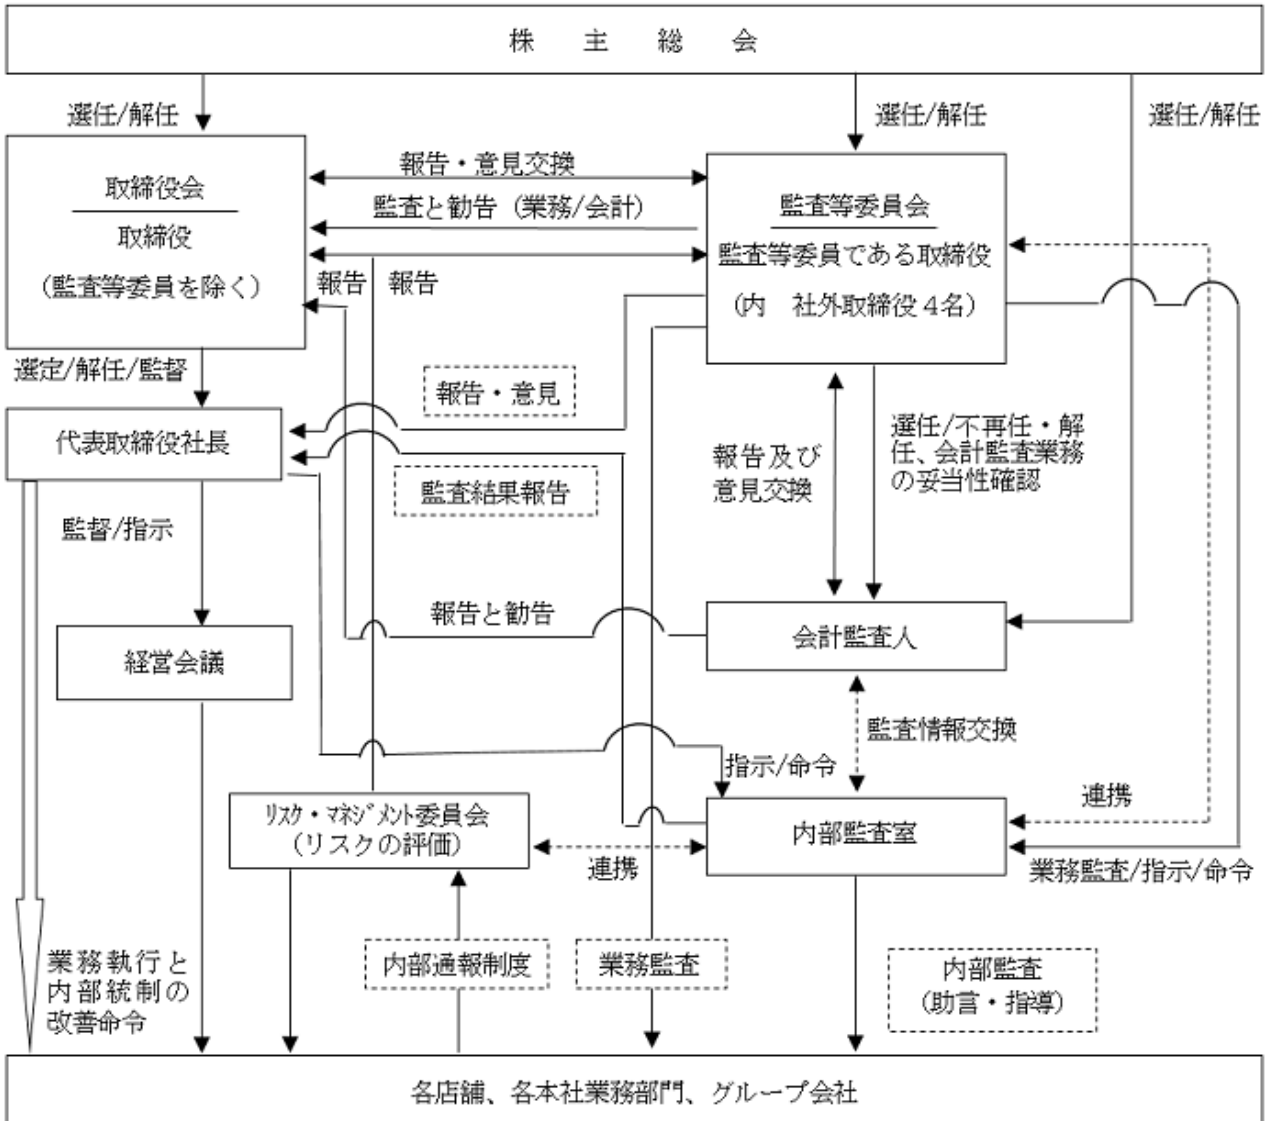 株　主　総　会
選任/解任
選任/解任
選任/解任
取締役会
取締役
（監査等委員を除く）
報告・意見交換
監査と勧告（業務/会計）
報告
報告
監査等委員会
監査等委員である取締役
（内　社外取締役４名）
選定/解任/監督
報告・意見
代表取締役社長
監査結果報告
報告及び
意見交換
選任/不再任・解
任、会計監査業務
の妥当性確認
監督/指示
報告と勧告
会計監査人
経営会議
監査情報交換
指示/命令
連携
ﾘｽｸ・ﾏﾈｼﾞﾒﾝﾄ委員会
（リスクの評価）
内部監査室
連携
業務監査/指示/命令
業務執行と
内部統制の
改善命令
内部通報制度
業務監査
内部監査
（助言・指導）
各店舗、各本社業務部門、グループ会社